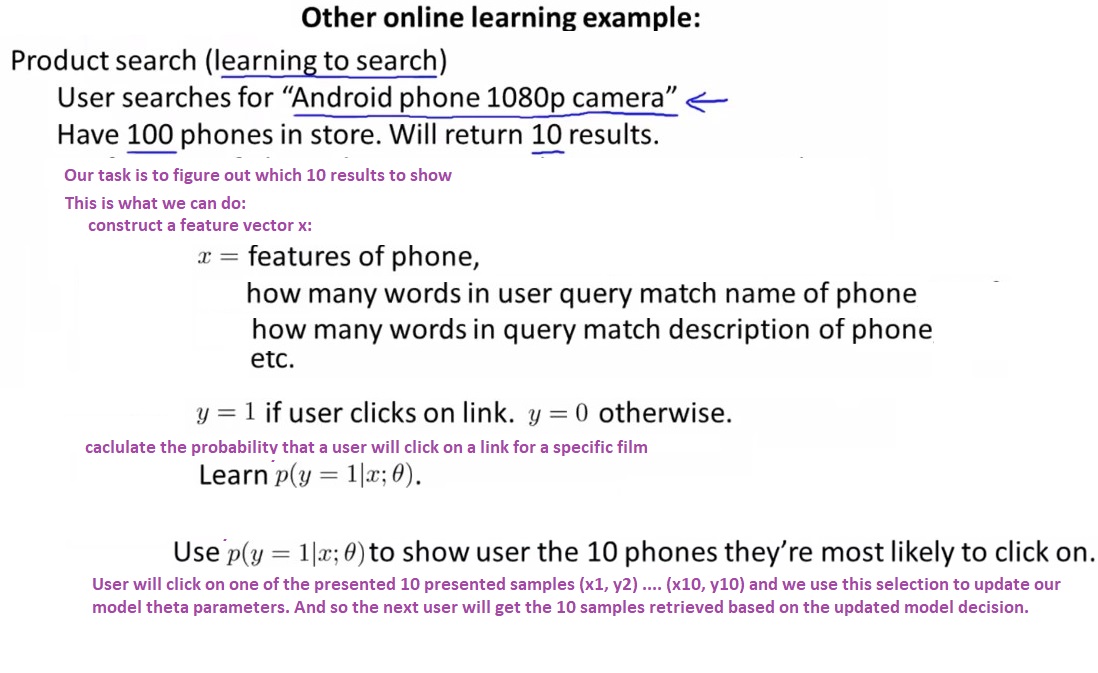 Other online learning example:
Product search (learning to search)
User searches for “Android phone 1080p camera”
Have 100 phones in store. Will return 10 results.
Our task is to figure out which 10 results to show
This is what we can do:
construct a feature vector x:
x = features of phone,
how many words in user query match name of phone
how many words in query match description of phone
etc.
y = 1 if user clicks on link. y = 0 otherwise.
caclulate the probability that a user will click on a link for a specific film
Learn p(y = 1|x; θ).
Use p(y = 1|x; θ) to show user the 10 phones they’re most likely to click on.
User will click on one of the presented 10 presented samples (x1, y2) .... (x10, y10) and we use this selection to update our
model theta parameters. And so the next user will get the 10 samples retrieved based on the updated model decision.